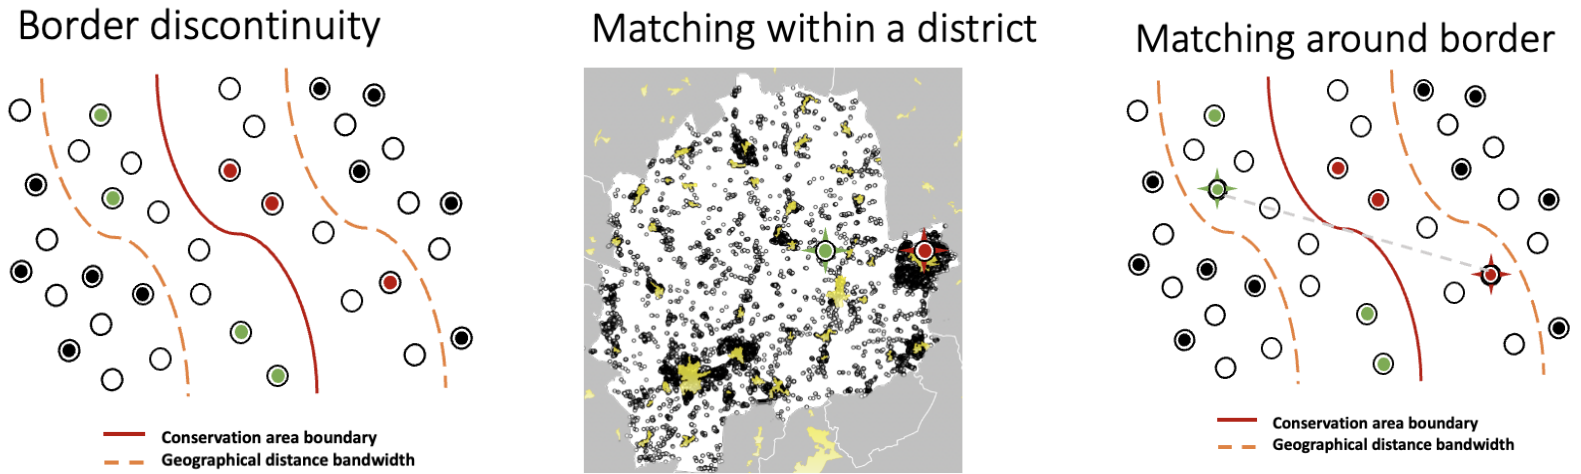 Border discontinuity
Matching within a district
Matching around border
Conservation area boundary
Geographical distance bandwidth
Conservation area boundary
Geographical distance bandwidth